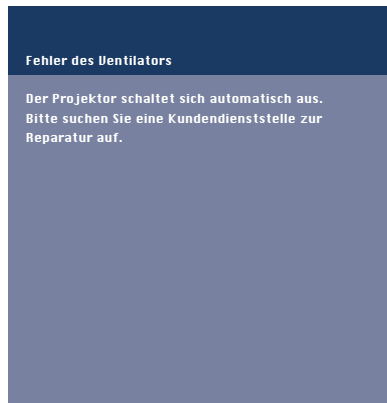 Fehler des Ventilators
Der Projektor schaltet sich automatisch aus.
Bitte suchen Sie eine Kundendienststelle zur
Reparatur auf.